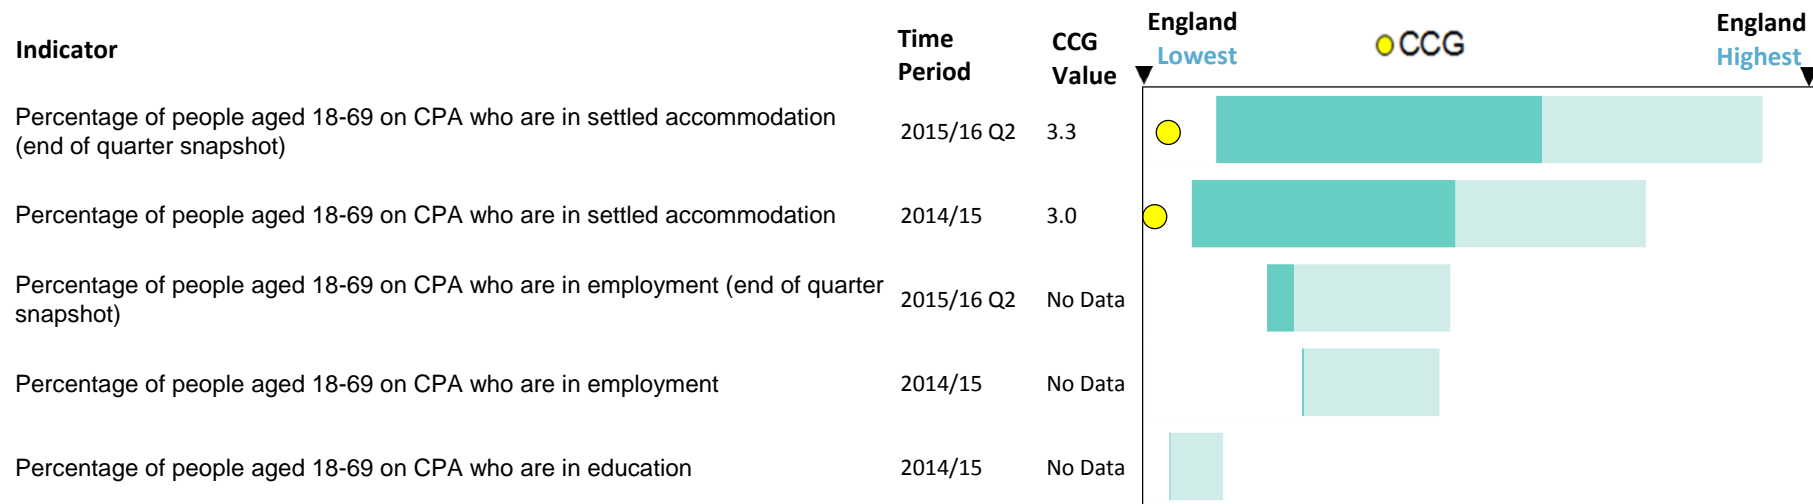 Indicator
Time
Period
CCG
Value
England
Lowest
CCG
England
Highest
Percentage of people aged 18-69 on CPA who are in settled accommodation
(end of quarter snapshot)
2015/16 Q2
3.3
Percentage of people aged 18-69 on CPA who are in settled accommodation
2014/15
3.0
Percentage of people aged 18-69 on CPA who are in employment (end of quarter
snapshot)
2015/16 Q2
No Data
Percentage of people aged 18-69 on CPA who are in employment
2014/15
No Data
Percentage of people aged 18-69 on CPA who are in education
2014/15
No Data